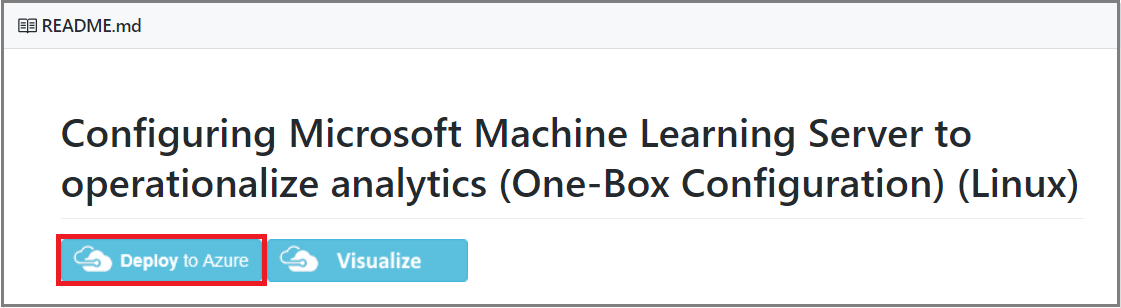 README.md
Configuring Microsoft Machine Learning Server to
operationalize analytics (One-Box Configuration) (Linux)
Deploy to Azure Visualize